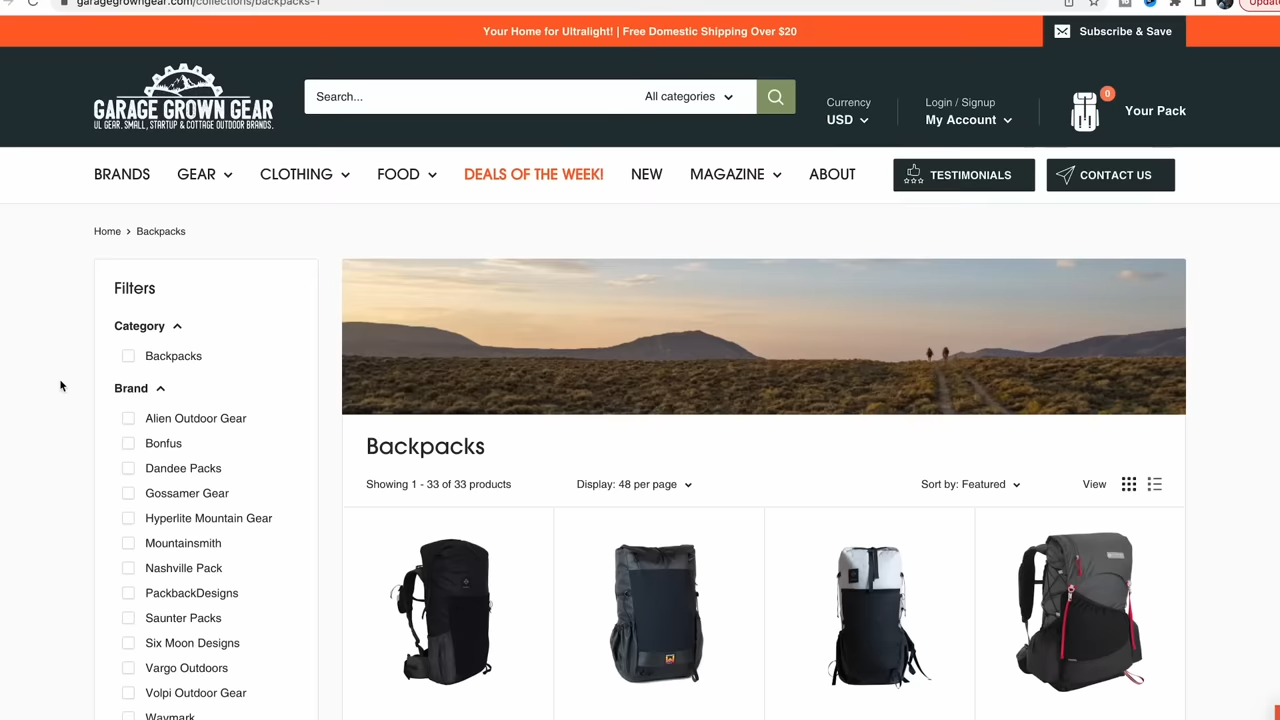 garagegrowngear.com/collections/backpacks-1
Update
Your Home for Ultralight! | Free Domestic Shipping Over $20
Subscribe & Save
GARAGE GROWN GEAR
UL GEAR. SMALL, STARTUP & COTTAGE OUTDOOR BRANDS.
Search...
All categories
Currency
USD
Login / Signup
My Account
0
Your Pack
BRANDS
GEAR
CLOTHING
FOOD
DEALS OF THE WEEK!
NEW
MAGAZINE
ABOUT
TESTIMONIALS
CONTACT US
Home > Backpacks
Filters
Category
Backpacks
Brand
Alien Outdoor Gear
Bonfus
Dandee Packs
Gossamer Gear
Hyperlite Mountain Gear
Mountainsmith
Nashville Pack
PackbackDesigns
Saunter Packs
Six Moon Designs
Vargo Outdoors
Volpi Outdoor Gear
Waymark
Backpacks
Showing 1 - 33 of 33 products
Display: 48 per page
Sort by: Featured
View